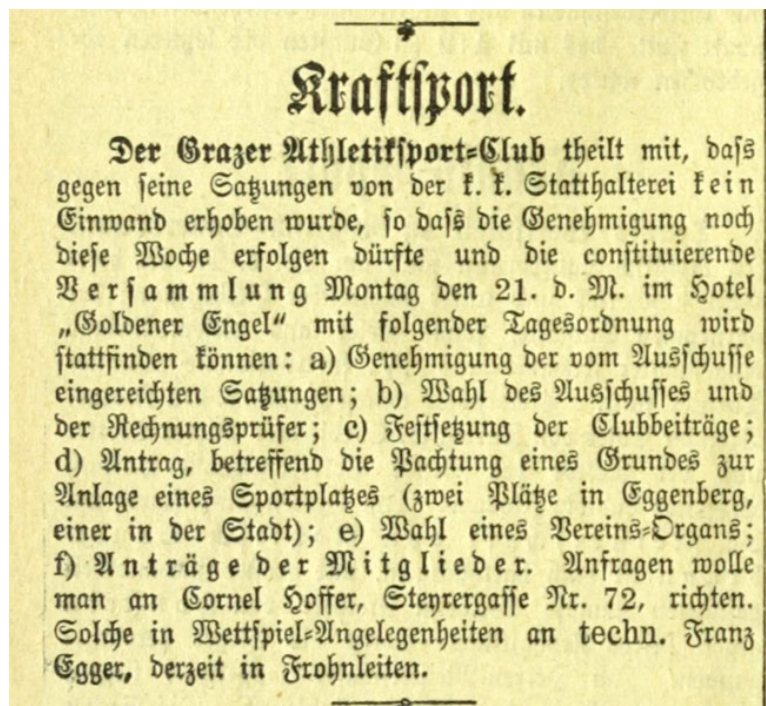 Kraftsport.
Der Grazer Athletiksport-Club theilt mit, dass
gegen seine Satzungen von der k. k. Statthalterei kein
Einwand erhoben wurde, so dass die Genehmigung noch
diese Woche erfolgen dürfte und die constituierende
Versammlung Montag den 21. d. M. im Hotel
„Goldener Engel“ mit folgender Tagesordnung wird
stattfinden können: a) Genehmigung der vom Ausschusse
eingereichten Satzungen; b) Wahl des Ausschusses und
der Rechnungsprüfer; c) Festsetzung der Clubbeiträge;
d) Antrag, betreffend die Pachtung eines Grundes zur
Anlage eines Sportplatzes (zwei Plätze in Eggenberg,
einer in der Stadt); e) Wahl eines Vereins-Organs;
f) Anträge der Mitglieder. Anfragen wolle
man an Cornel Hoffer, Steyrergasse Nr. 72, richten.
Solche in Wettspiel-Angelegenheiten an techn. Franz
Egger, derzeit in Frohnleiten.